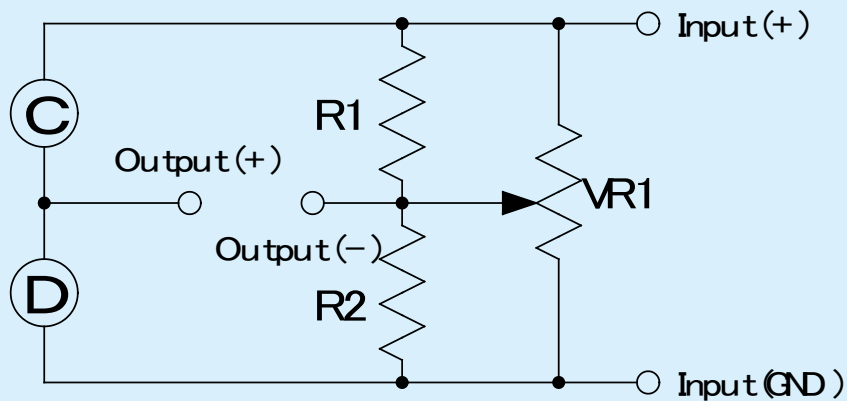 Input(+)
C
R1
Output(+)
VR1
Output(-)
D
R2
Input(GND)